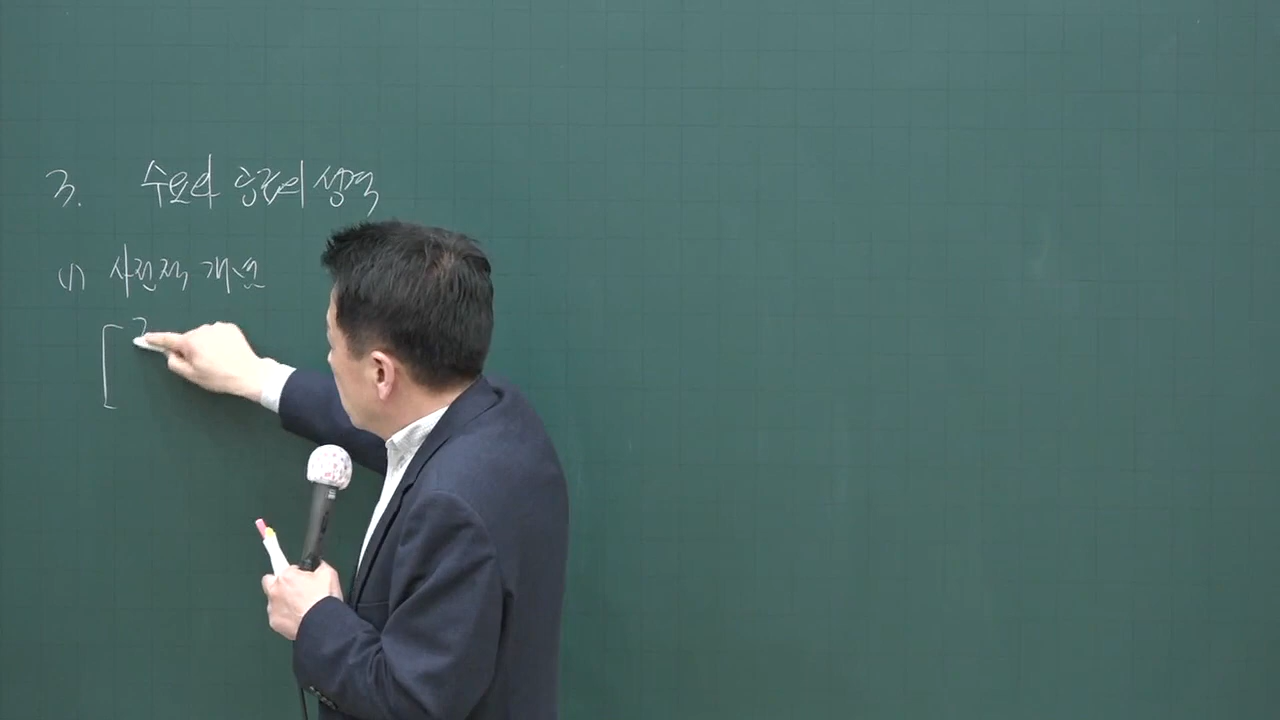 3. 수요와 공급의 성격
(1) 사전적 개념